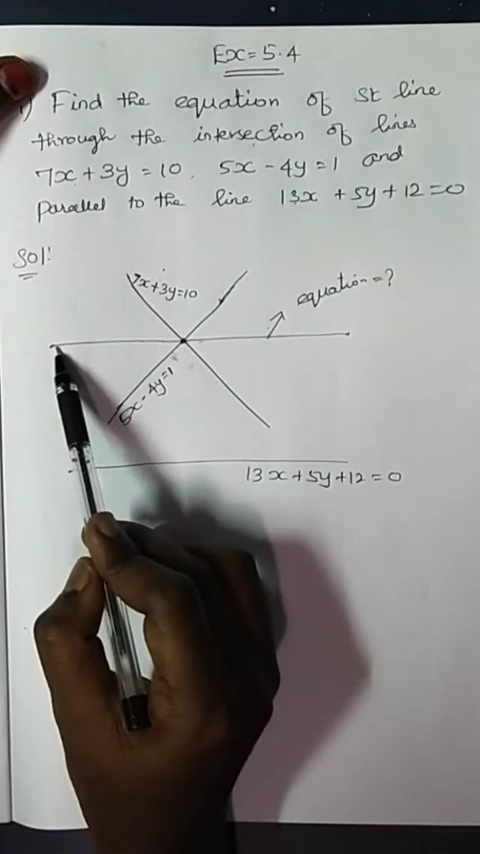 Ex = 5.4
1) Find the equation of St line
through the intersection of lines
7x + 3y = 10, 5x - 4y = 1 and
parallel to the line 13x + 5y + 12 = 0
Sol:
7x + 3y = 10
equation = ?
5x - 4y = 1
13x + 5y + 12 = 0